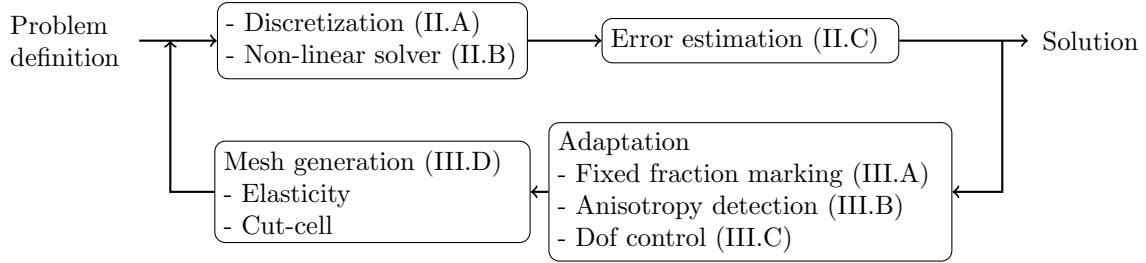 Problem
definition
- Discretization (II.A)
- Non-linear solver (II.B)
Error estimation (II.C)
Solution
Mesh generation (III.D)
- Elasticity
- Cut-cell
Adaptation
- Fixed fraction marking (III.A)
- Anisotropy detection (III.B)
- Dof control (III.C)